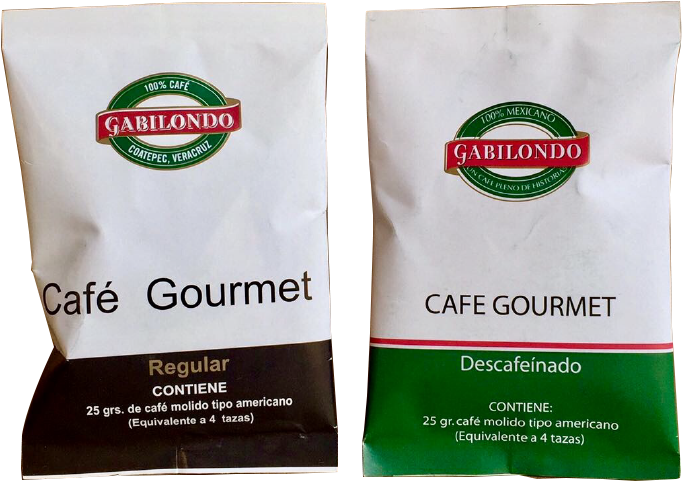 100% CAFÉ
GABILONDO
COATEPEC, VERACRUZ
Café Gourmet
Regular
CONTIENE
25 grs. de café molido tipo americano
(Equivalente a 4 tazas)
100% MEXICANO
GABILONDO
UN CAFÉ PLENO DE HISTORIA
CAFE GOURMET
Descafeínado
CONTIENE:
25 gr. café molido tipo americano
(Equivalente a 4 tazas)